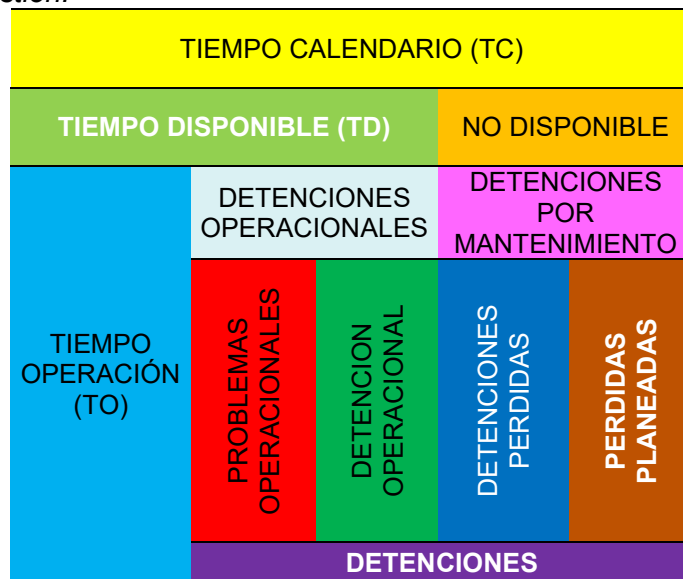 TIEMPO CALENDARIO (TC)
TIEMPO DISPONIBLE (TD)
NO DISPONIBLE
DETENCIONES
OPERACIONALES
DETENCIONES
POR
MANTENIMIENTO
TIEMPO
OPERACIÓN
(TO)
PROBLEMAS
OPERACIONALES
DETENCION
OPERACIONAL
DETENCIONES
PERDIDAS
PERDIDAS
PLANEADAS
DETENCIONES